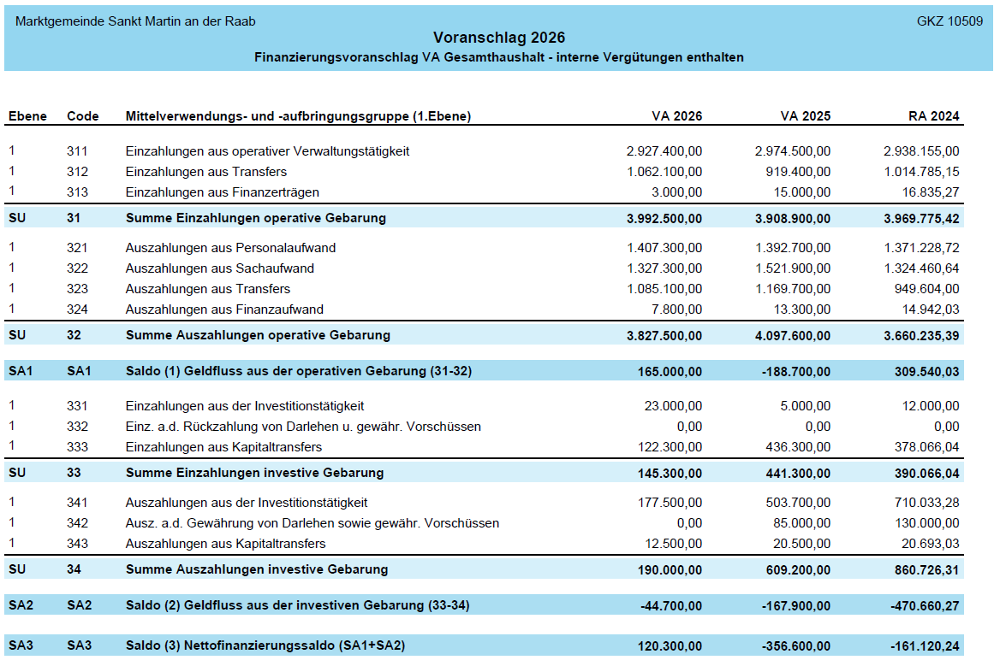 Marktgemeinde Sankt Martin an der Raab GKZ 10509
Voranschlag 2026
Finanzierungsvoranschlag VA Gesamthaushalt - interne Vergütungen enthalten
Ebene Code Mittelverwendungs- und -aufbringungsgruppe (1.Ebene) VA 2026 VA 2025 RA 2024
1 311 Einzahlungen aus operativer Verwaltungstätigkeit 2.927.400,00 2.974.500,00 2.938.155,00
1 312 Einzahlungen aus Transfers 1.062.100,00 919.400,00 1.014.785,15
1 313 Einzahlungen aus Finanzerträgen 3.000,00 15.000,00 16.835,27
SU 31 Summe Einzahlungen operative Gebarung 3.992.500,00 3.908.900,00 3.969.775,42
1 321 Auszahlungen aus Personalaufwand 1.407.300,00 1.392.700,00 1.371.228,72
1 322 Auszahlungen aus Sachaufwand 1.327.300,00 1.521.900,00 1.324.460,64
1 323 Auszahlungen aus Transfers 1.085.100,00 1.169.700,00 949.604,00
1 324 Auszahlungen aus Finanzaufwand 7.800,00 13.300,00 14.942,03
SU 32 Summe Auszahlungen operative Gebarung 3.827.500,00 4.097.600,00 3.660.235,39
SA1 SA1 Saldo (1) Geldfluss aus der operativen Gebarung (31-32) 165.000,00 -188.700,00 309.540,03
1 331 Einzahlungen aus der Investitionstätigkeit 23.000,00 5.000,00 12.000,00
1 332 Einz. a.d. Rückzahlung von Darlehen u. gewähr. Vorschüssen 0,00 0,00 0,00
1 333 Einzahlungen aus Kapitaltransfers 122.300,00 436.300,00 378.066,04
SU 33 Summe Einzahlungen investive Gebarung 145.300,00 441.300,00 390.066,04
1 341 Auszahlungen aus der Investitionstätigkeit 177.500,00 503.700,00 710.033,28
1 342 Ausz. a.d. Gewährung von Darlehen sowie gewähr. Vorschüssen 0,00 85.000,00 130.000,00
1 343 Auszahlungen aus Kapitaltransfers 12.500,00 20.500,00 20.693,03
SU 34 Summe Auszahlungen investive Gebarung 190.000,00 609.200,00 860.726,31
SA2 SA2 Saldo (2) Geldfluss aus der investiven Gebarung (33-34) -44.700,00 -167.900,00 -470.660,27
SA3 SA3 Saldo (3) Nettofinanzierungssaldo (SA1+SA2) 120.300,00 -356.600,00 -161.120,24